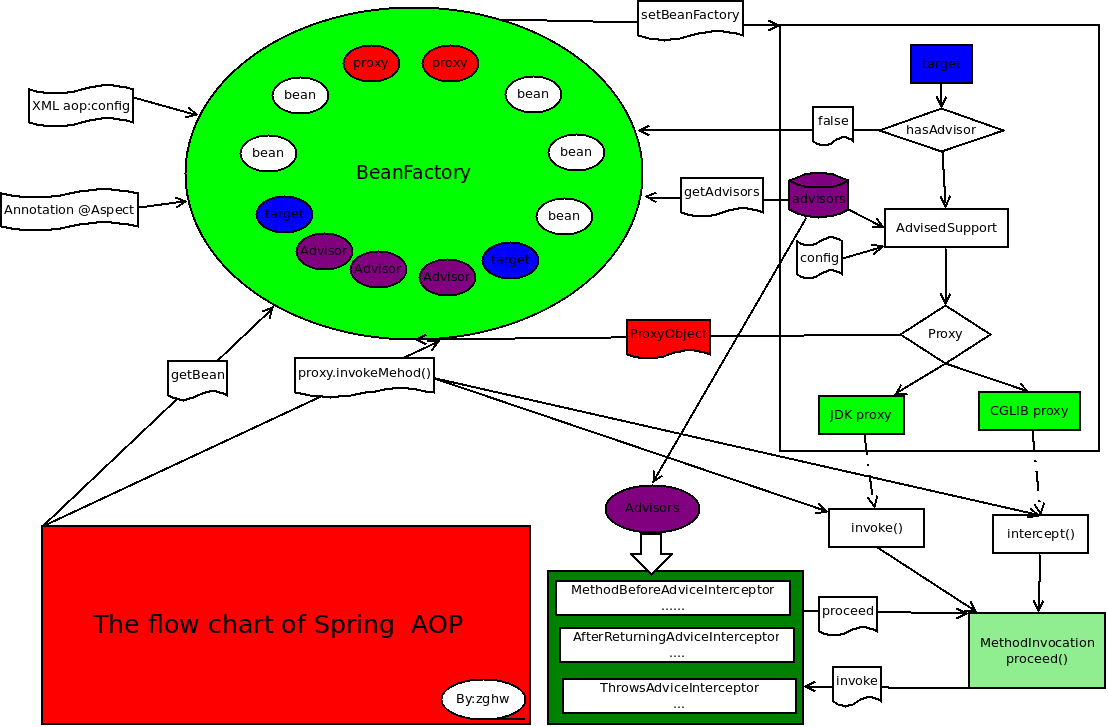 setBeanFactory
target
proxy
proxy
bean
bean
XML aop:config
false
hasAdvisor
bean
bean
BeanFactory
getAdvisors
advisors
Annotation @Aspect
target
bean
AdvisedSupport
Advisor
Advisor
Advisor
target
config
ProxyObject
Proxy
getBean
proxy.invokeMehod()
JDK proxy
CGLIB proxy
Advisors
invoke()
intercept()
MethodBeforeAdviceInterceptor
......
proceed
The flow chart of Spring AOP
AfterReturningAdviceInterceptor
....
MethodInvocation
proceed()
ThrowsAdviceInterceptor
...
invoke
By:zghw